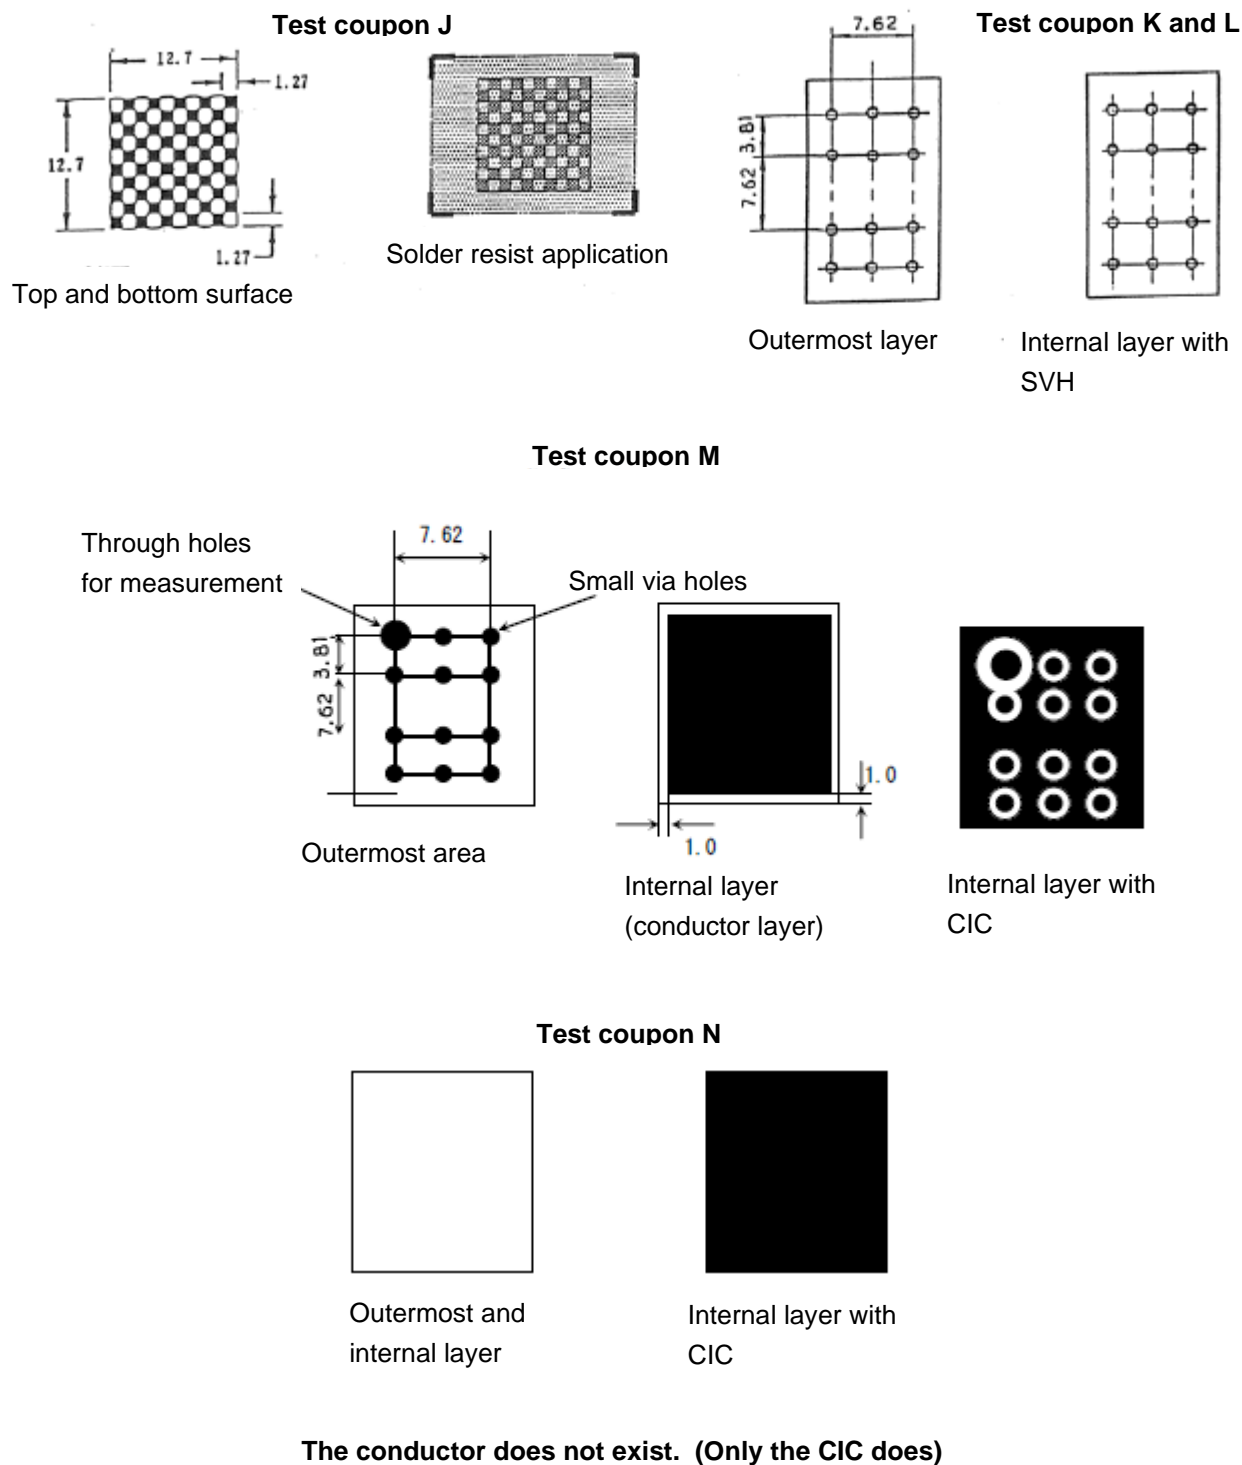 Test coupon J
12.7
1.27
12.7
1.27
Top and bottom surface
Solder resist application
Test coupon K and L
7.62
3.81
7.62
Outermost layer
Internal layer with
SVH
Test coupon M
Through holes
for measurement
7.62
Small via holes
3.81
7.62
Outermost area
1.0
1.0
Internal layer
(conductor layer)
Internal layer with
CIC
Test coupon N
Outermost and
internal layer
Internal layer with
CIC
The conductor does not exist.  (Only the CIC does)